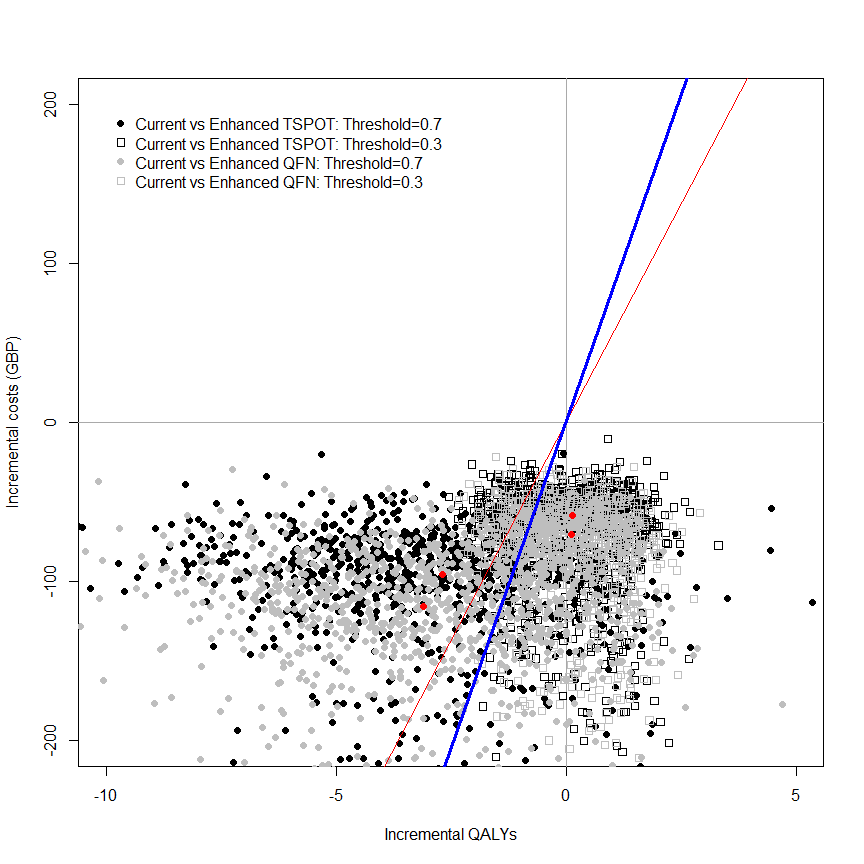 Current vs Enhanced TSPOT: Threshold=0.7
Current vs Enhanced TSPOT: Threshold=0.3
Current vs Enhanced QFN: Threshold=0.7
Current vs Enhanced QFN: Threshold=0.3
200
100
0
-100
-200
Incremental costs (GBP)
-10
-5
0
5
Incremental QALYs